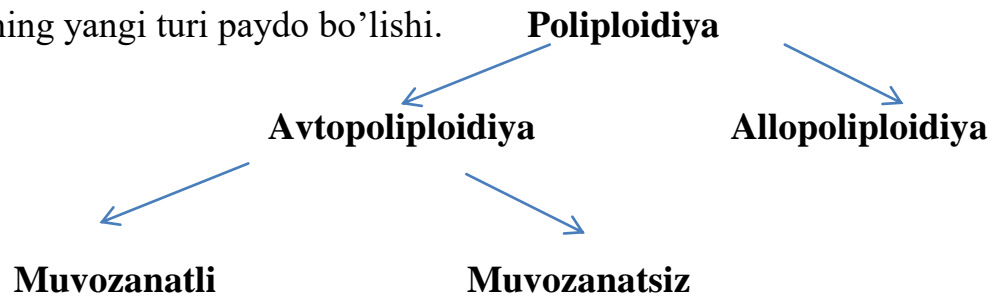 ning yangi turi paydo bo’lishi. Poliploidiya
Avtopoliploidiya Allopoliploidiya
Muvozanatli Muvozanatsiz